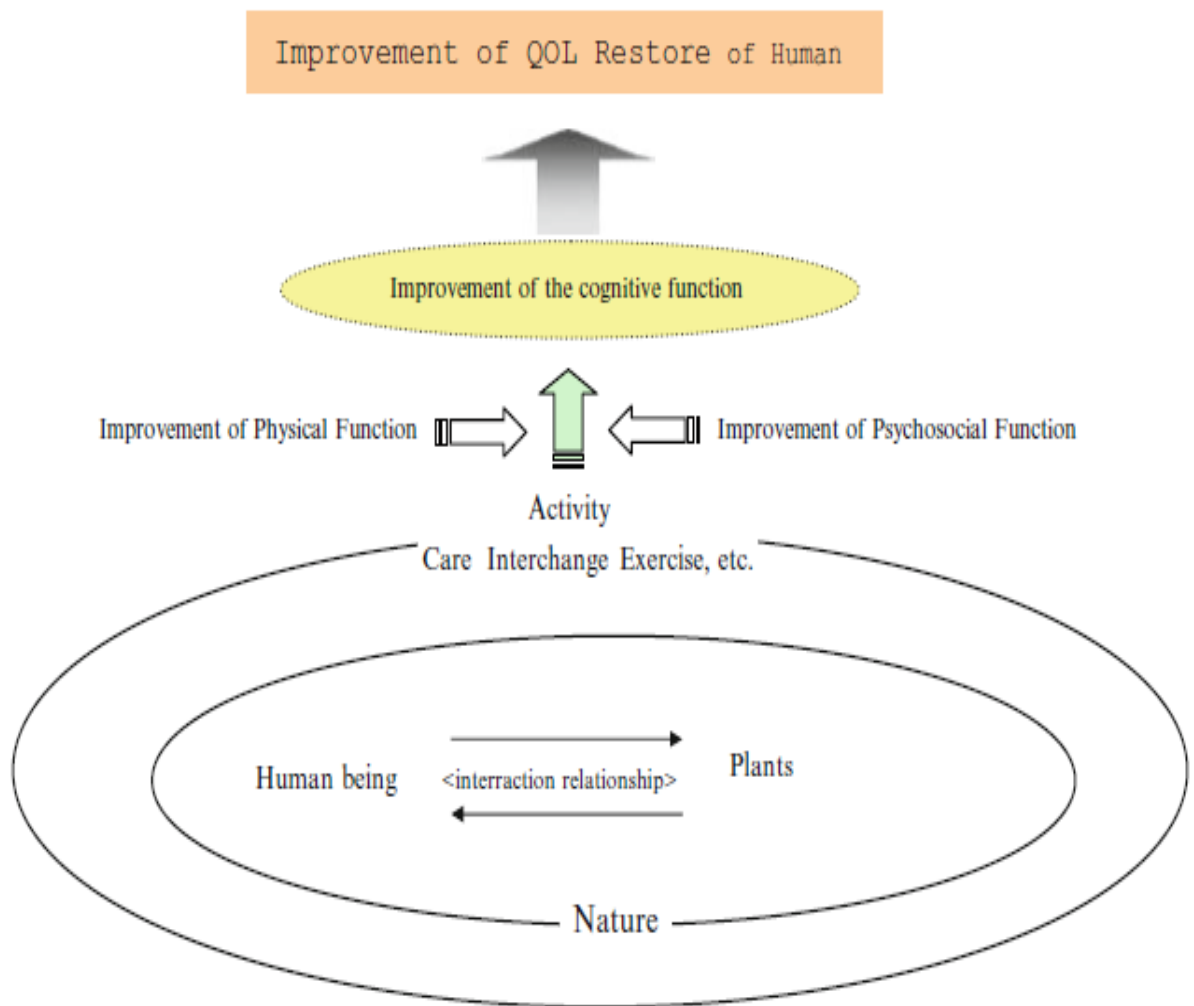 Improvement of QOL Restore of Human
Improvement of the cognitive function
Improvement of Physical Function
Improvement of Psychosocial Function
Activity
Care Interchange Exercise, etc.
Human being
<interraction relationship>
Plants
Nature